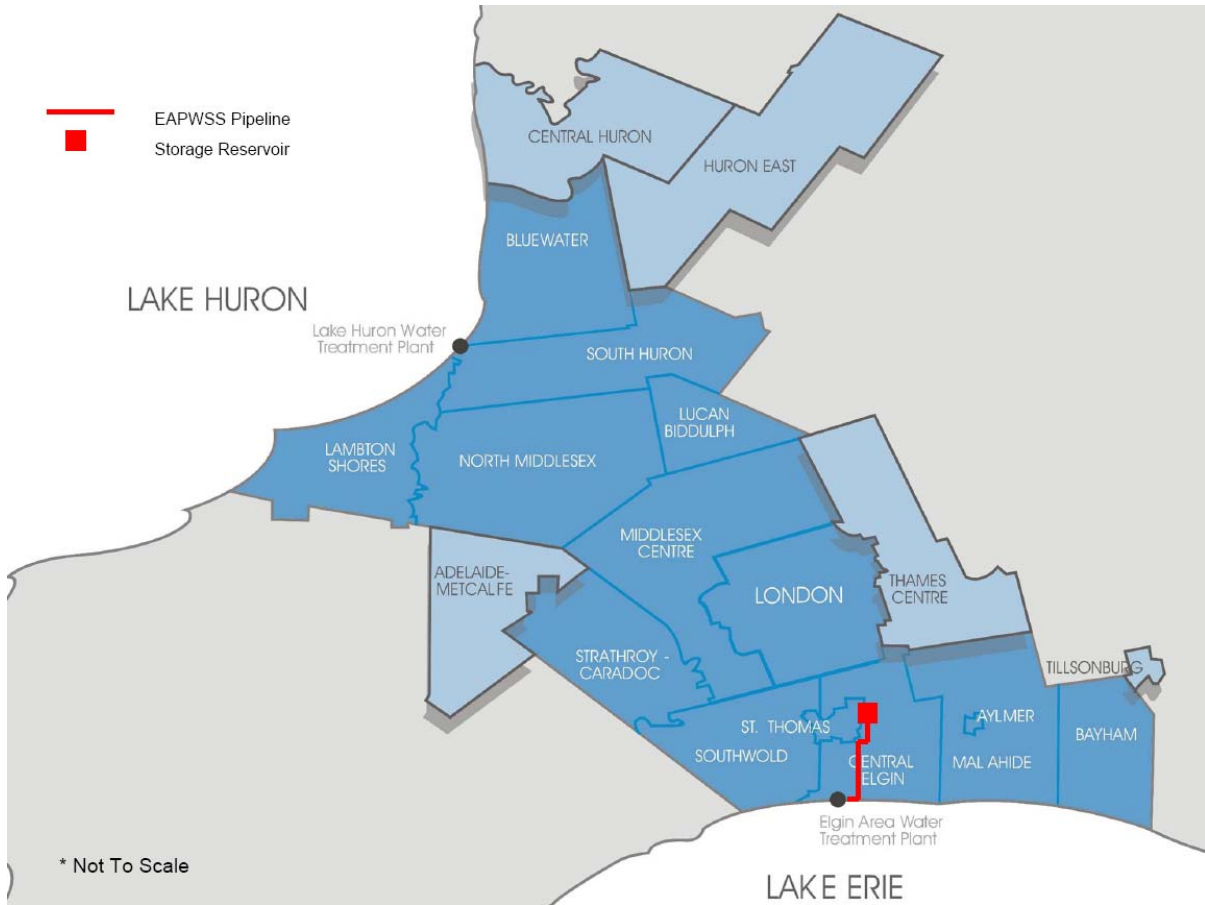 EAPWSS Pipeline
Storage Reservoir
CENTRAL HURON
HURON EAST
BLUEWATER
LAKE HURON
Lake Huron Water
Treatment Plant
SOUTH HURON
LUCAN
BIDDULPH
LAMBTON
SHORES
NORTH MIDDLESEX
MIDDLESEX
CENTRE
ADELAIDE-
METCALFE
LONDON
THAMES
CENTRE
STRATHROY -
CARADOC
TILLSONBURG
ST. THOMAS
AYLMER
BAYHAM
SOUTHWOLD
CENTRAL
ELGIN
MALAHIDE
Elgin Area Water
Treatment Plant
* Not To Scale
LAKE ERIE